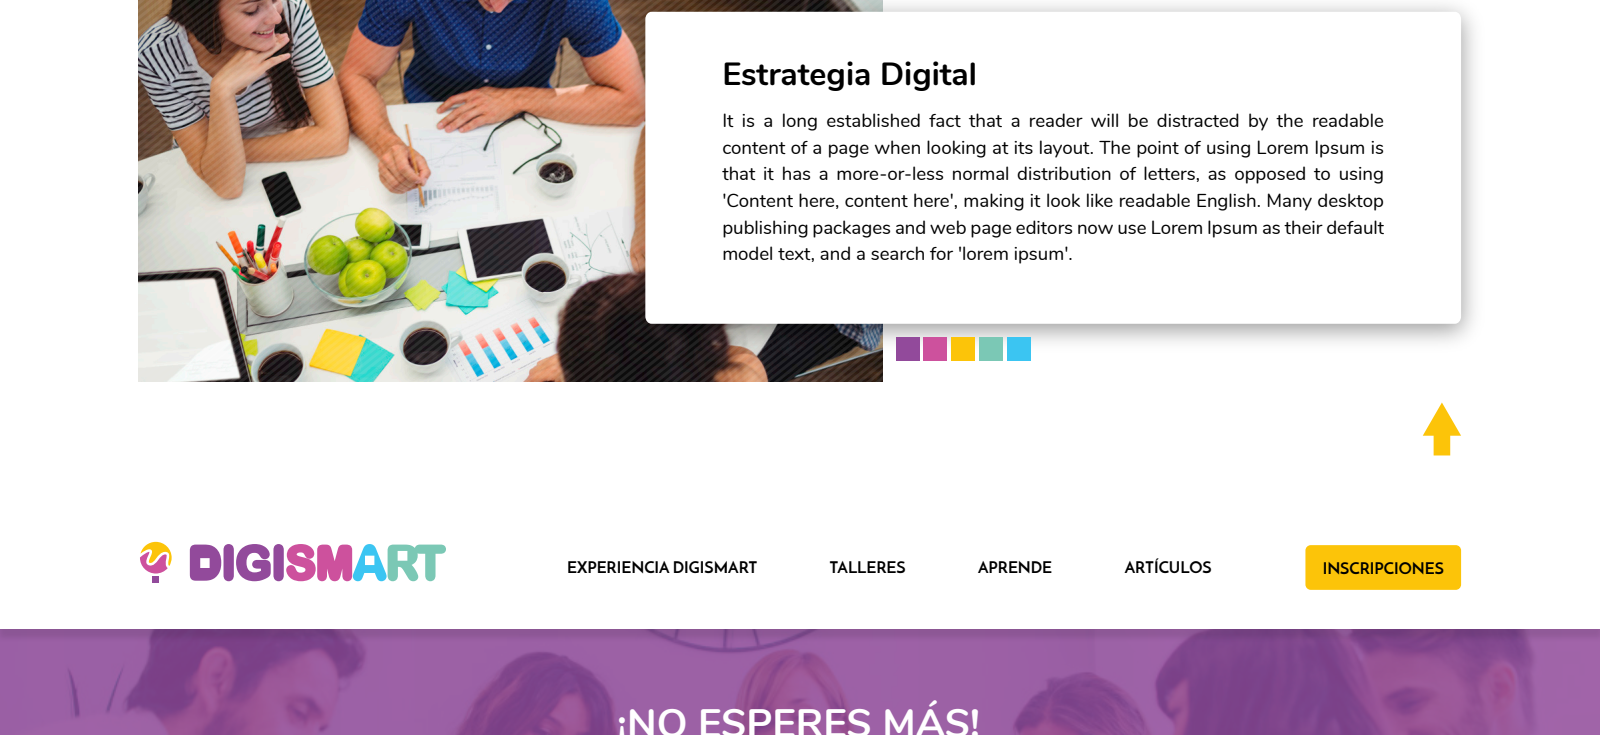 Estrategia Digital
It is a long established fact that a reader will be distracted by the readable
content of a page when looking at its layout. The point of using Lorem Ipsum is
that it has a more-or-less normal distribution of letters, as opposed to using
'Content here, content here', making it look like readable English. Many desktop
publishing packages and web page editors now use Lorem Ipsum as their default
model text, and a search for 'lorem ipsum'.
DIGISMART
EXPERIENCIA DIGISMART
TALLERES
APRENDE
ARTÍCULOS
INSCRIPCIONES
¡NO ESPERES MÁS!